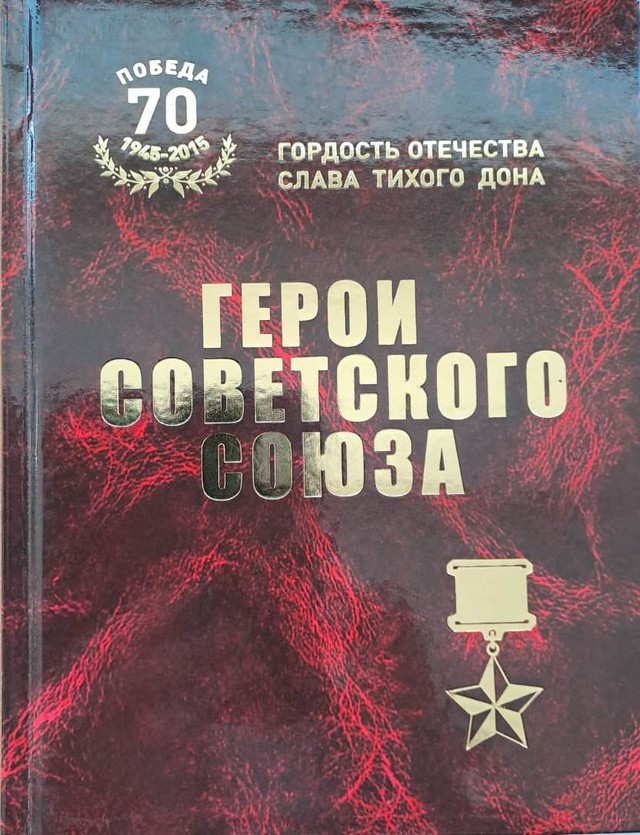 ПОБЕДА
70
1945-2015
ГОРДОСТЬ ОТЕЧЕСТВА
СЛАВА ТИХОГО ДОНА
ГЕРОИ
СОВЕТСКОГО
СОЮЗА